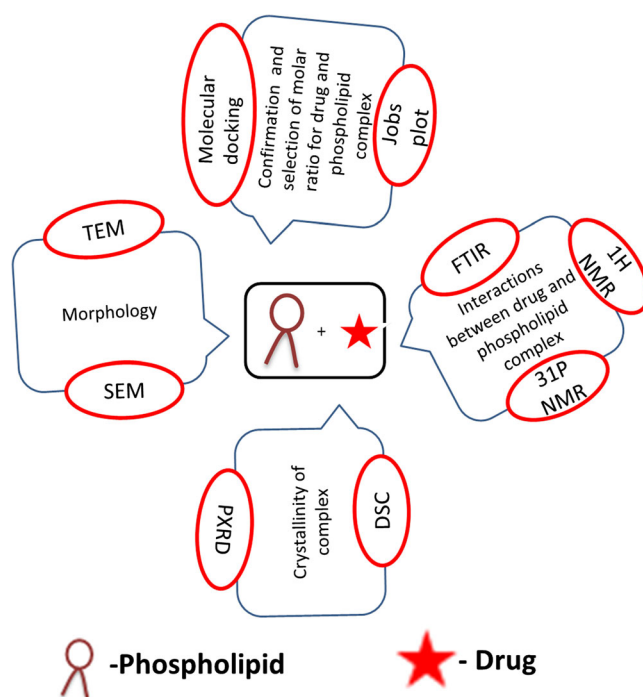 Molecular
docking
Confirmation and
selection of molar
ratio for drug and
phospholipid
complex
Jobs
plot
TEM
Morphology
SEM
+
FTIR
Interactions
between drug and
phospholipid
complex
1H
NMR
31P
NMR
PXRD
Crystallinity of
complex
DSC
-Phospholipid
- Drug